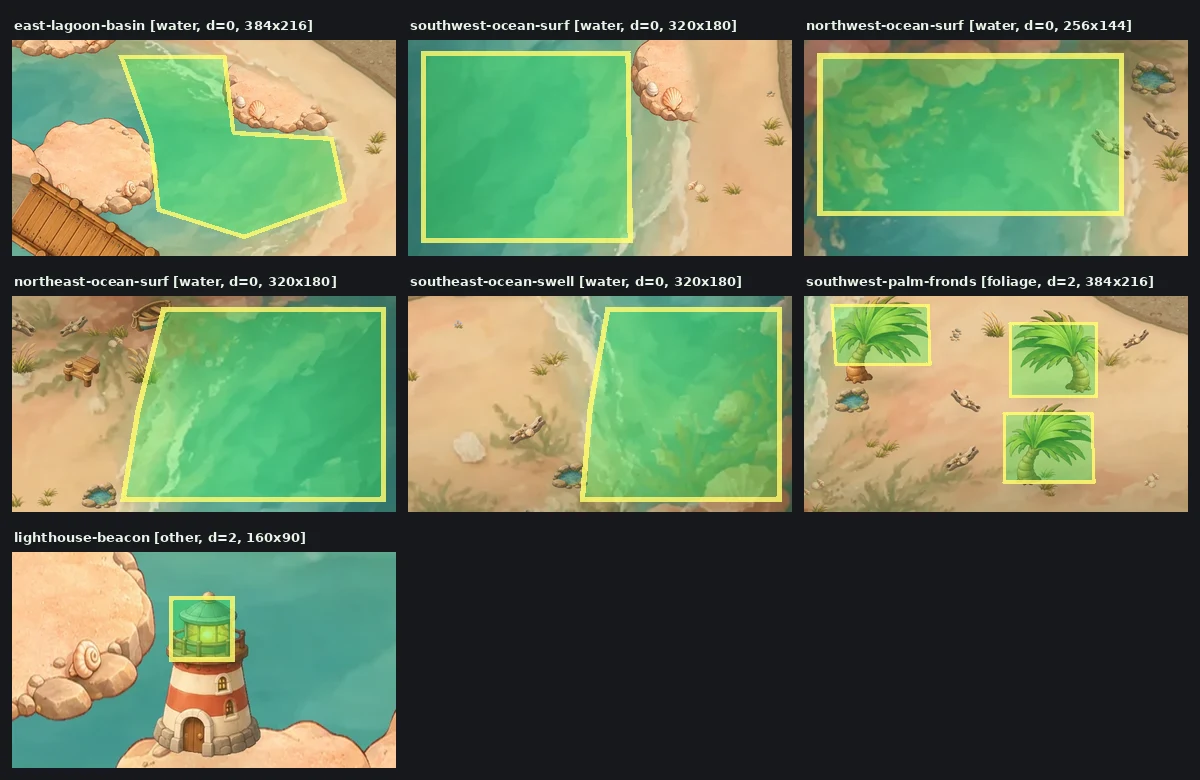 east-lagoon-basin [water, d=0, 384x216]
southwest-ocean-surf [water, d=0, 320x180]
northwest-ocean-surf [water, d=0, 256x144]
northeast-ocean-surf [water, d=0, 320x180]
southeast-ocean-swell [water, d=0, 320x180]
southwest-palm-fronds [foliage, d=2, 384x216]
lighthouse-beacon [other, d=2, 160x90]